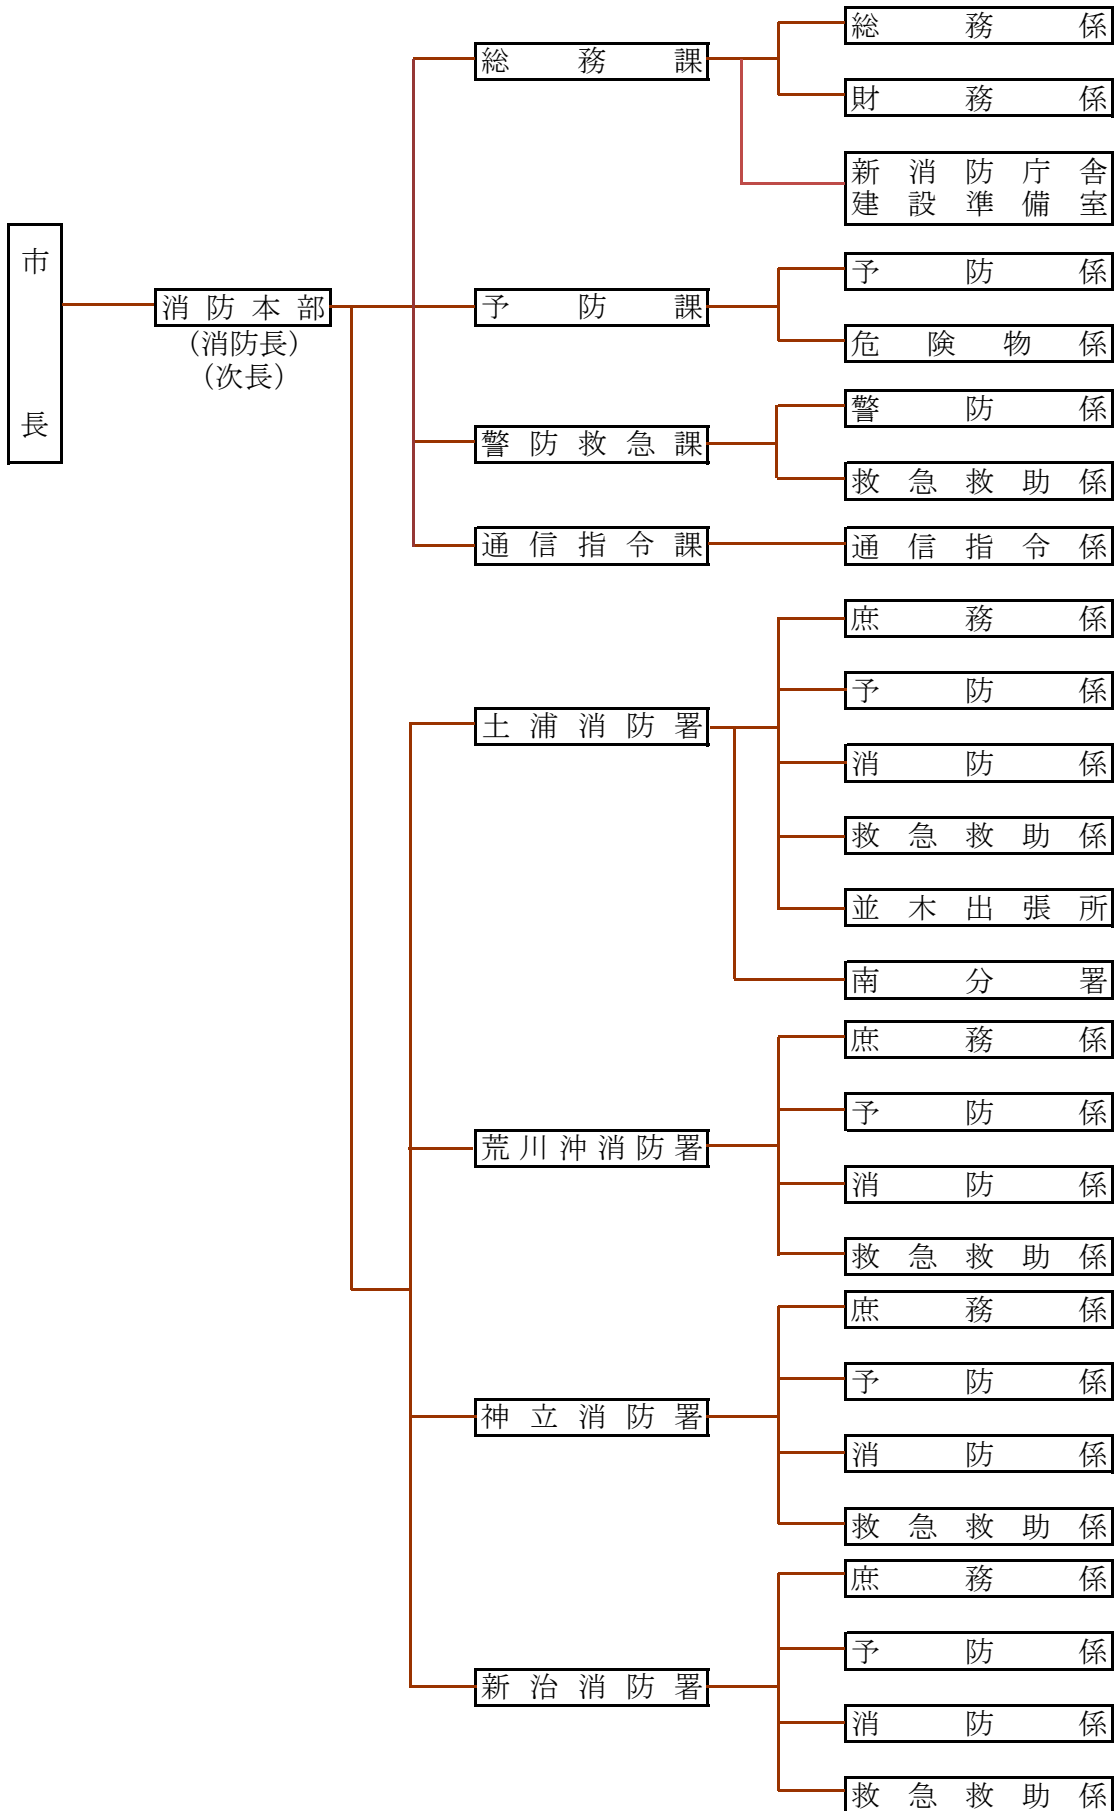 市長
消防本部
（消防長）
（次長）
総務課
総務係
財務係
新消防庁舎
建設準備室
予防課
予防係
危険物係
警防救急課
警防係
救急救助係
通信指令課
通信指令係
土浦消防署
庶務係
予防係
消防係
救急救助係
並木出張所
南分署
荒川沖消防署
庶務係
予防係
消防係
救急救助係
神立消防署
庶務係
予防係
消防係
救急救助係
新治消防署
庶務係
予防係
消防係
救急救助係